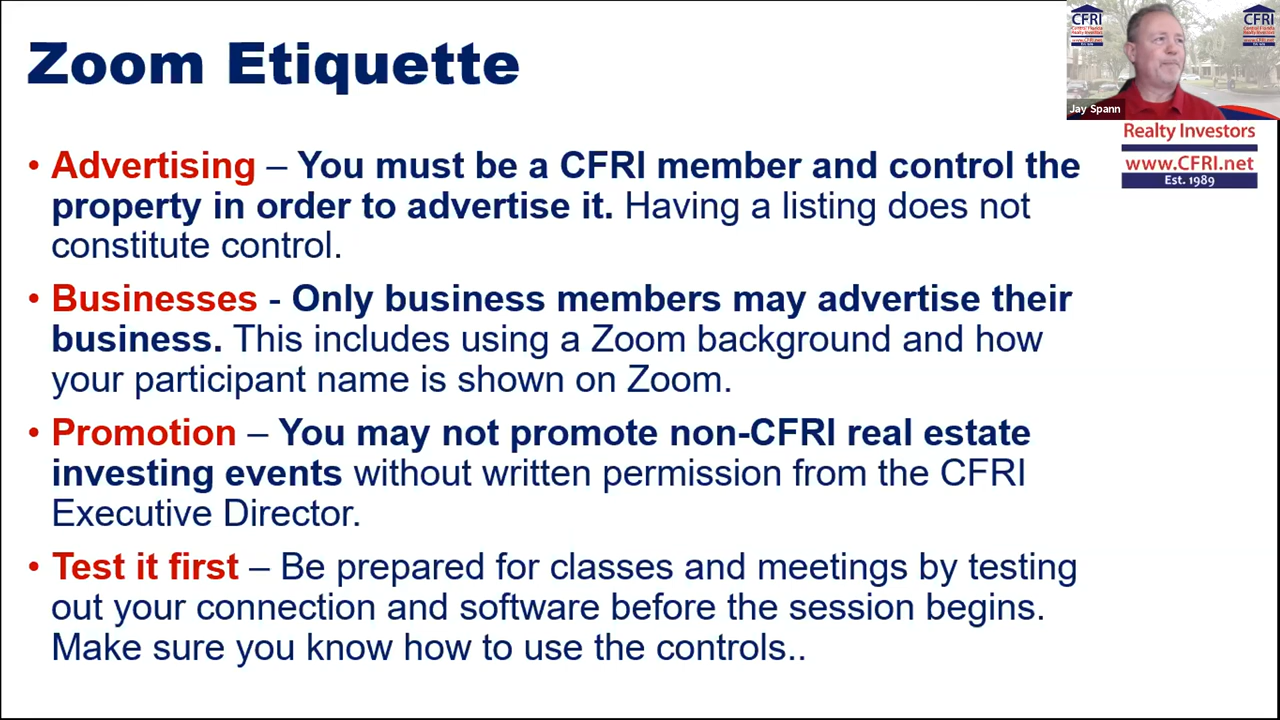 Zoom Etiquette
• Advertising – You must be a CFRI member and control the
property in order to advertise it. Having a listing does not
constitute control.
• Businesses - Only business members may advertise their
business. This includes using a Zoom background and how
your participant name is shown on Zoom.
• Promotion – You may not promote non-CFRI real estate
investing events without written permission from the CFRI
Executive Director.
• Test it first – Be prepared for classes and meetings by testing
out your connection and software before the session begins.
Make sure you know how to use the controls..
CFRI
CFRI
Jay Spann
Realty Investors
www.CFRI.net
Est. 1989